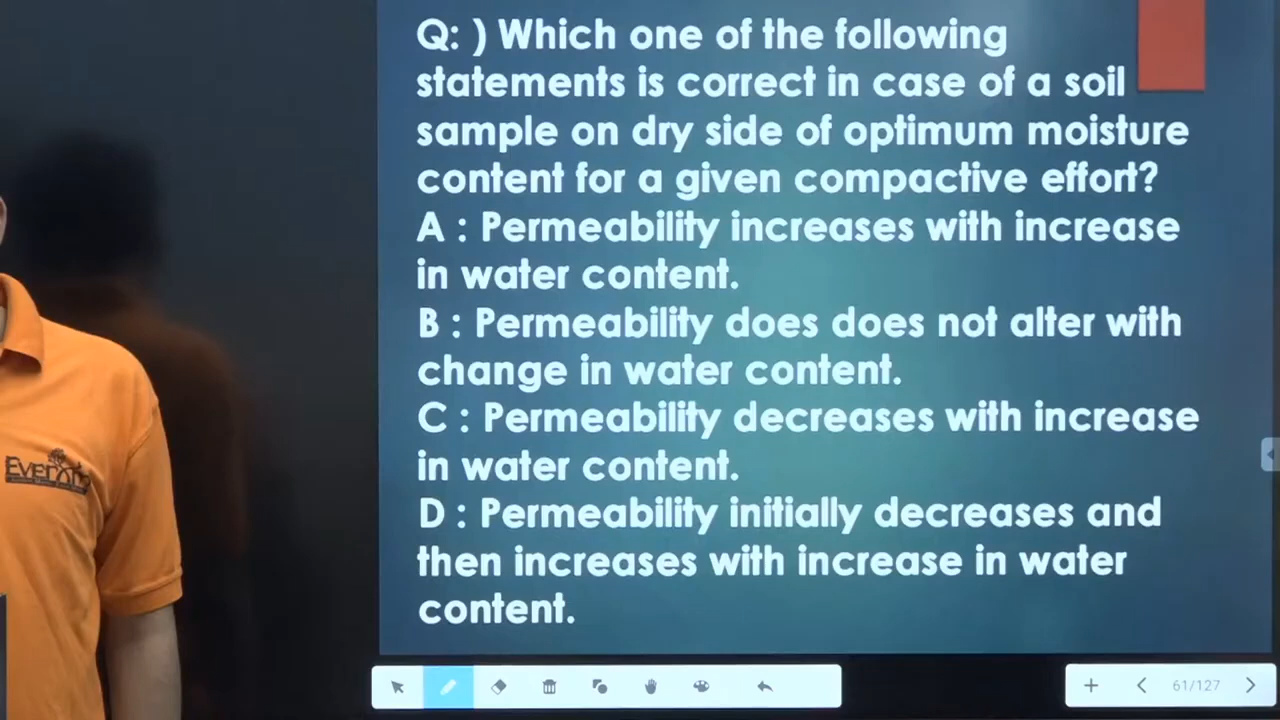 Q: ) Which one of the following
statements is correct in case of a soil
sample on dry side of optimum moisture
content for a given compactive effort?
A : Permeability increases with increase
in water content.
B : Permeability does does not alter with
change in water content.
C : Permeability decreases with increase
in water content.
D : Permeability initially decreases and
then increases with increase in water
content.
61/127